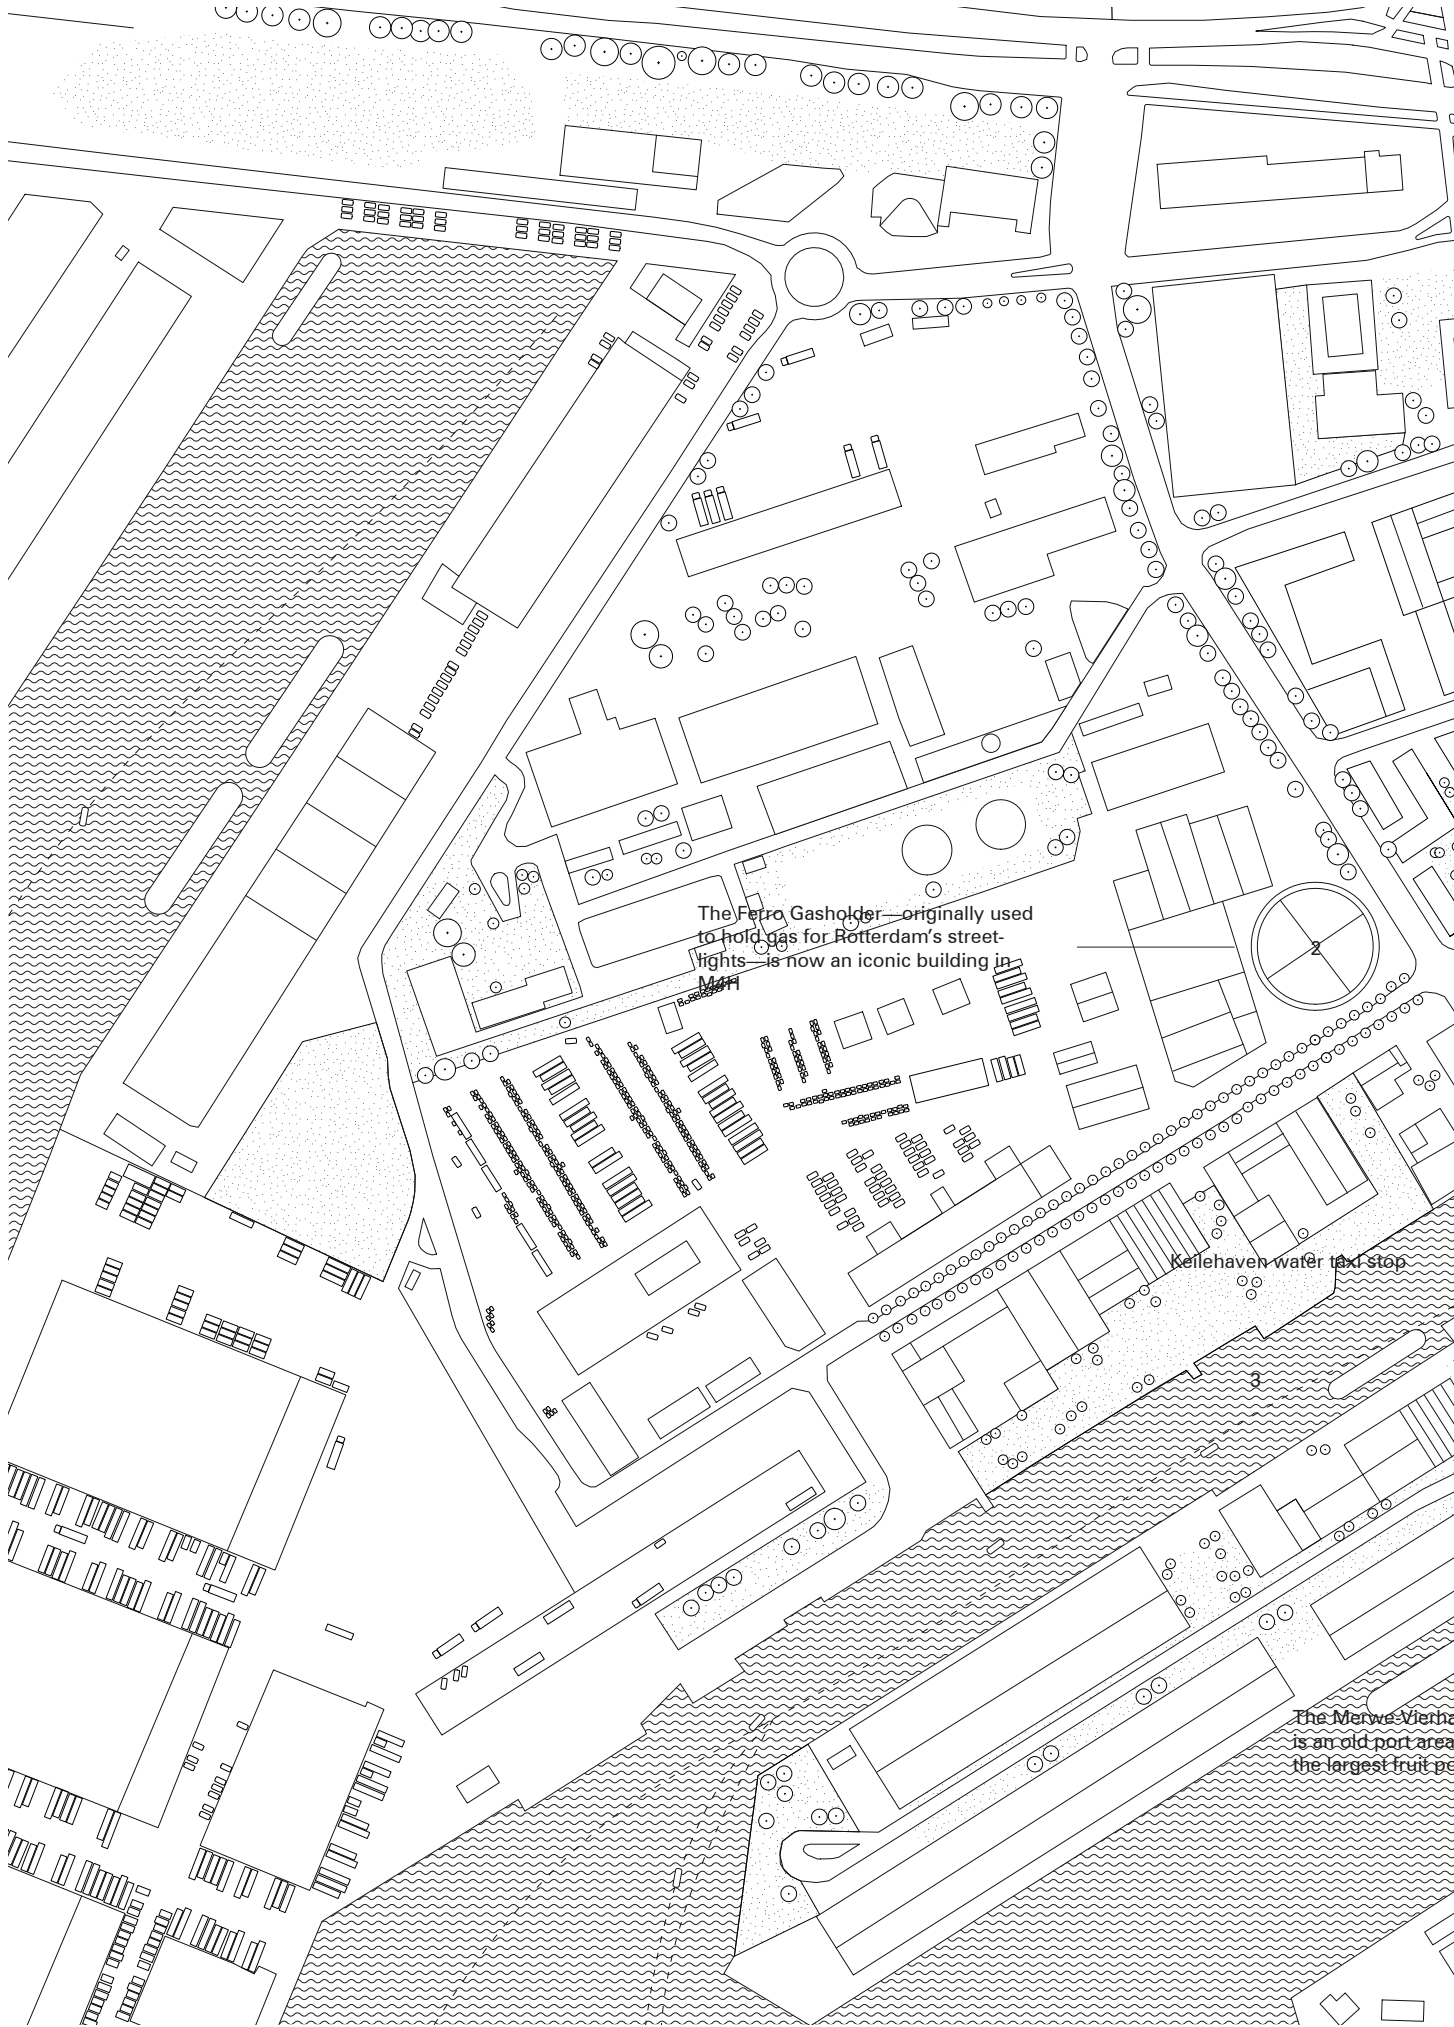 The Ferro Gasholder—originally used
to hold gas for Rotterdam’s street-
lights—is now an iconic building in
M4H
2
Keilehaven water taxi stop
3
The Merwe-Vierha
is an old port area
the largest fruit po